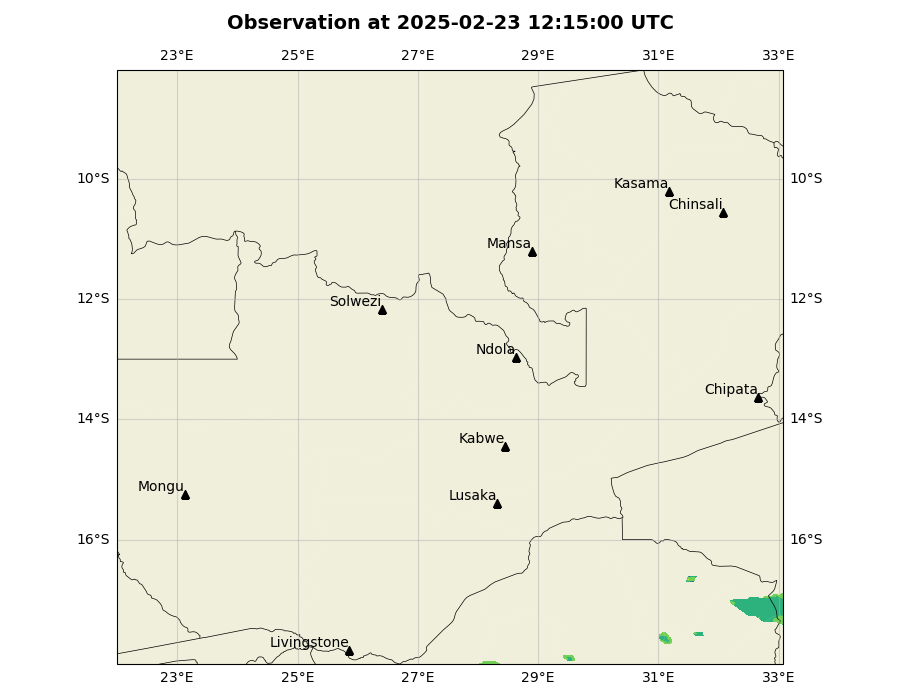 Observation at 2025-02-23 12:15:00 UTC
23°E 25°E 27°E 29°E 31°E 33°E
10°S 10°S
Kasama
Chinsali
Mansa
12°S 12°S
Solwezi
Ndola
Chipata
14°S 14°S
Kabwe
Mongu
Lusaka
16°S 16°S
Livingstone
23°E 25°E 27°E 29°E 31°E 33°E